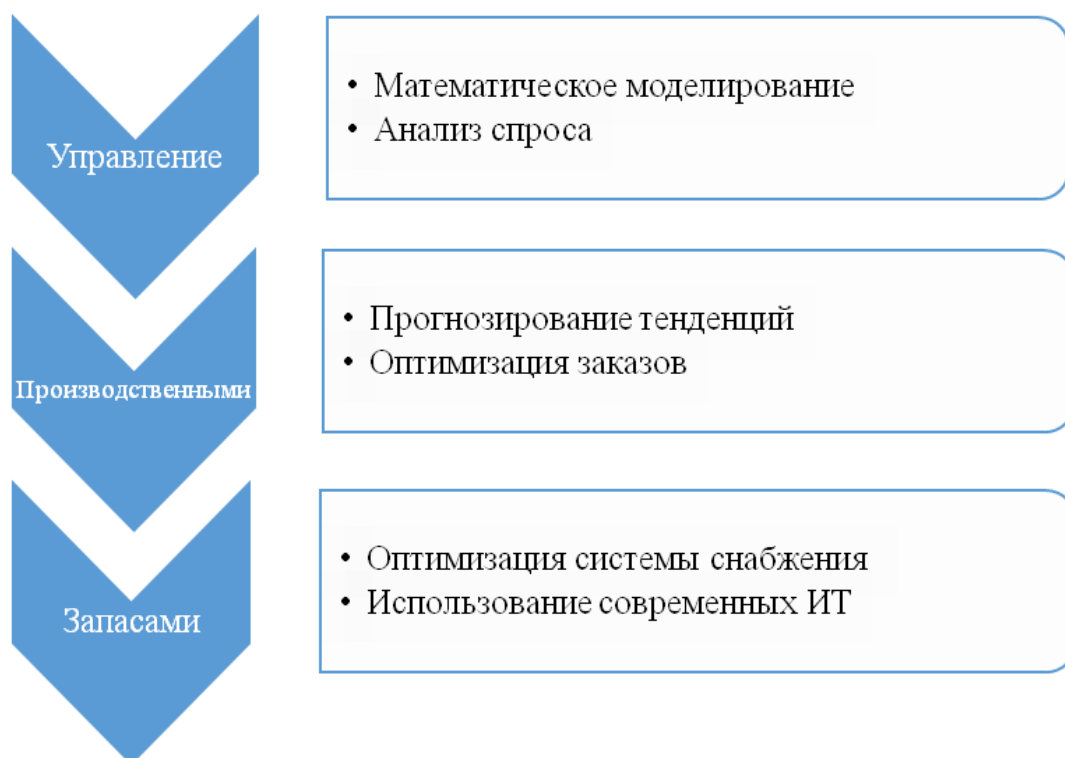 Управление
• Математическое моделирование
• Анализ спроса
Производственными
• Прогнозирование тенденций
• Оптимизация заказов
Запасами
• Оптимизация системы снабжения
• Использование современных ИТ